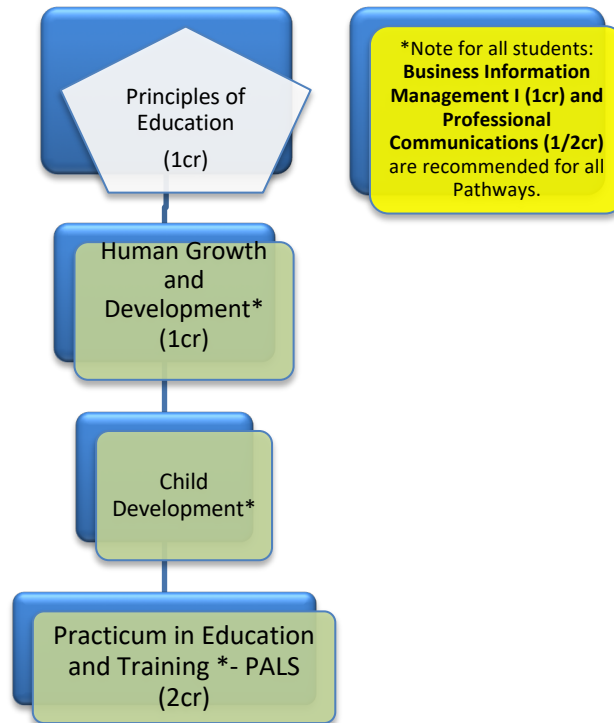 Principles of
Education
(1cr)
*Note for all students:
Business Information
Management I (1cr) and
Professional
Communications (1/2cr)
are recommended for all
Pathways.
Human Growth
and
Development*
(1cr)
Child
Development*
Practicum in Education
and Training *- PALS
(2cr)